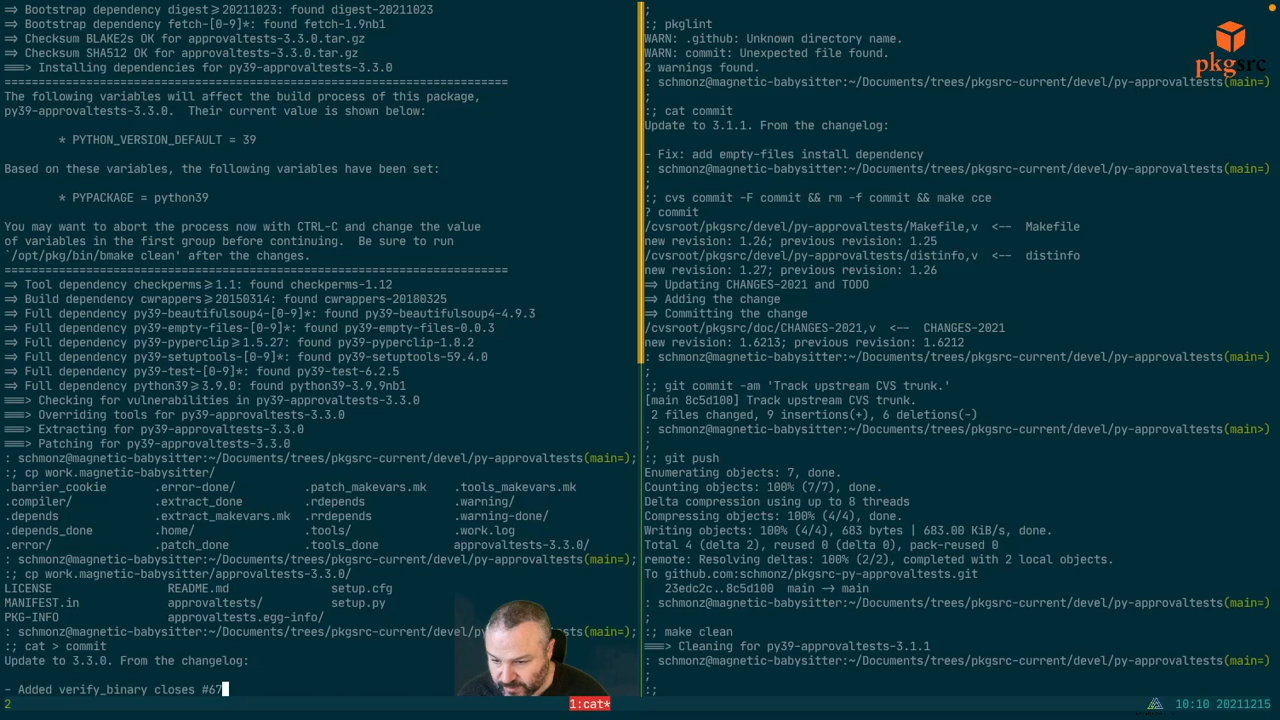 => Bootstrap dependency digest>=20211023: found digest-20211023
=> Bootstrap dependency fetch-[0-9]*: found fetch-1.9nb1
=> Checksum BLAKE2s OK for approvaltests-3.3.0.tar.gz
=> Checksum SHA512 OK for approvaltests-3.3.0.tar.gz
===> Installing dependencies for py39-approvaltests-3.3.0
==========================================================================
The following variables will affect the build process of this package,
py39-approvaltests-3.3.0.  Their current value is shown below:
        * PYTHON_VERSION_DEFAULT = 39
Based on these variables, the following variables have been set:
        * PYPACKAGE = python39
You may want to abort the process now with CTRL-C and change the value
of variables in the first group before continuing.  Be sure to run
`/opt/pkg/bin/bmake clean' after the changes.
==========================================================================
=> Tool dependency checkperms>=1.1: found checkperms-1.12
=> Build dependency cwrappers>=20150314: found cwrappers-20180325
=> Full dependency py39-beautifulsoup4-[0-9]*: found py39-beautifulsoup4-4.9.3
=> Full dependency py39-empty-files-[0-9]*: found py39-empty-files-0.0.3
=> Full dependency py39-pyperclip>=1.5.27: found py39-pyperclip-1.8.2
=> Full dependency py39-setuptools-[0-9]*: found py39-setuptools-59.4.0
=> Full dependency py39-test-[0-9]*: found py39-test-6.2.5
=> Full dependency python39>=3.9.0: found python39-3.9.9nb1
===> Checking for vulnerabilities in py39-approvaltests-3.3.0
===> Overriding tools for py39-approvaltests-3.3.0
===> Extracting for py39-approvaltests-3.3.0
===> Patching for py39-approvaltests-3.3.0
: schmonz@magnetic-babysitter:~/Documents/trees/pkgsrc-current/devel/py-approvaltests(main=);
:; cp work.magnetic-babysitter/
.barrier_cookie    .error-done/    .patch_makevars.mk    .tools_makevars.mk
.compiler/    .extract_done    .rdepends    .warning/
.depends    .extract_makevars.mk    .rrdepends    .warning-done/
.depends_done    .home/    .tools/    .work.log
.error/    .patch_done    .tools_done    approvaltests-3.3.0/
: schmonz@magnetic-babysitter:~/Documents/trees/pkgsrc-current/devel/py-approvaltests(main=);
:; cp work.magnetic-babysitter/approvaltests-3.3.0/
LICENSE    README.md    setup.cfg
MANIFEST.in    approvaltests/    setup.py
PKG-INFO    approvaltests.egg-info/
: schmonz@magnetic-babysitter:~/Documents/trees/pkgsrc-current/devel/py sts(main=);
:; cat > commit
Update to 3.3.0. From the changelog:
- Added verify_binary closes #67
2
1:cat*
;
:; pkglint
WARN: .github: Unknown directory name.
WARN: commit: Unexpected file found.
2 warnings found.
: schmonz@magnetic-babysitter:~/Documents/trees/pkgsrc-current/devel/py-approvaltests(main=)
;
:; cat commit
Update to 3.1.1. From the changelog:
- Fix: add empty-files install dependency
: schmonz@magnetic-babysitter:~/Documents/trees/pkgsrc-current/devel/py-approvaltests(main=)
;
:; cvs commit -F commit && rm -f commit && make cce
? commit
/cvsroot/pkgsrc/devel/py-approvaltests/Makefile,v  <--  Makefile
new revision: 1.26; previous revision: 1.25
/cvsroot/pkgsrc/devel/py-approvaltests/distinfo,v  <--  distinfo
new revision: 1.27; previous revision: 1.26
=> Updating CHANGES-2021 and TODO
=> Adding the change
=> Committing the change
/cvsroot/pkgsrc/doc/CHANGES-2021,v  <--  CHANGES-2021
new revision: 1.6213; previous revision: 1.6212
: schmonz@magnetic-babysitter:~/Documents/trees/pkgsrc-current/devel/py-approvaltests(main=)
;
:; git commit -am 'Track upstream CVS trunk.'
[main 8c5d100] Track upstream CVS trunk.
 2 files changed, 9 insertions(+), 6 deletions(-)
: schmonz@magnetic-babysitter:~/Documents/trees/pkgsrc-current/devel/py-approvaltests(main>)
;
:; git push
Enumerating objects: 7, done.
Counting objects: 100% (7/7), done.
Delta compression using up to 8 threads
Compressing objects: 100% (4/4), done.
Writing objects: 100% (4/4), 683 bytes | 683.00 KiB/s, done.
Total 4 (delta 2), reused 0 (delta 0), pack-reused 0
remote: Resolving deltas: 100% (2/2), completed with 2 local objects.
To github.com:schmonz/pkgsrc-py-approvaltests.git
   23edc2c..8c5d100  main -> main
: schmonz@magnetic-babysitter:~/Documents/trees/pkgsrc-current/devel/py-approvaltests(main=)
;
:; make clean
===> Cleaning for py39-approvaltests-3.1.1
: schmonz@magnetic-babysitter:~/Documents/trees/pkgsrc-current/devel/py-approvaltests(main=)
;
:;
10:10 20211215
pkgsrc